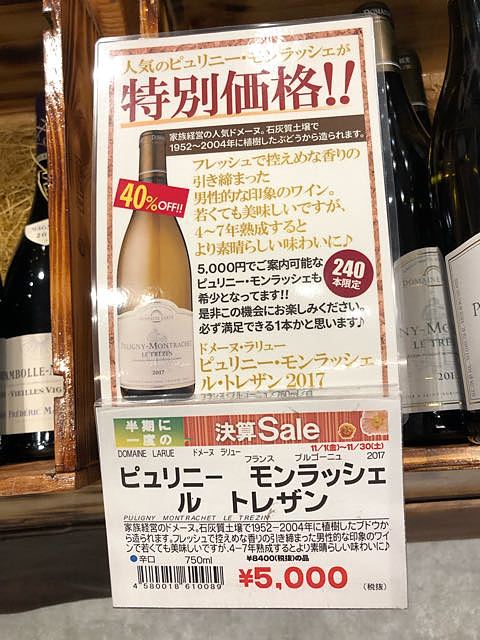 人気のピュリニー・モンラッシェが
特別価格!!
家族経営の人気ドメーヌ。石灰質土壌で
1952〜2004年に植樹したぶどうから造られます。
40%OFF!!
フレッシュで控えめな香りの
引き締まった
男性的な印象のワイン。
若くても美味しいですが、
4〜7年熟成すると
より素晴らしい味わいに♪
5,000円でご案内可能な
ピュリニー・モンラッシェも
希少となってます!!
是非この機会にお楽しみください。
必ず満足できる1本かと思います♪
240
本限定
ドメーヌ・ラリュー
ピュリニー・モンラッシェ
ル・トレザン 2017
PULIGNY-MONTRACHET
LE TREZIN
2017
半期に
一度の
決算Sale
11/1(金)〜11/30(土)
DOMAINE LARUE ドメーヌ ラリュー フランス ブルゴーニュ 2017
ピュリニー モンラッシェ
ル トレザン
PULIGNY MONTRACHET LE TREZIN
家族経営のドメーヌ。石灰質土壌で1952-2004年に植樹したブドウか
ら造られます。フレッシュで控えめな香りの引き締まった男性的な印象のワイ
ンで若くても美味しいですが、4-7年熟成するとより素晴らしい味わいに♪
●辛口 750ml ¥8400(税抜)の品
4580018610089
¥5,000
(税抜)
CHAMBOLLE-MU
VIEILLES VIG
FRÉDÉRIC MA
DOMAINE
PULIGNY-MONTR
LE TREZIN
2017
PULIGN